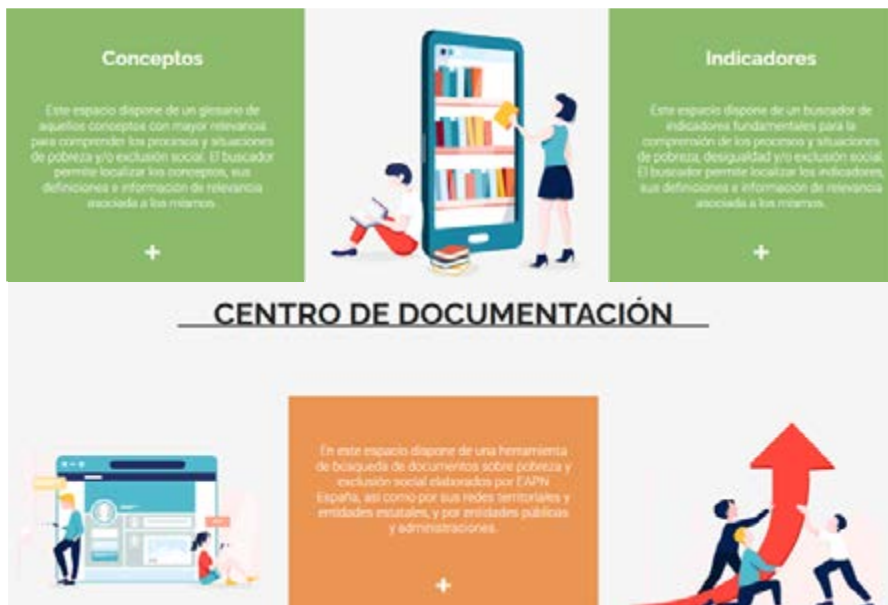 Conceptos
Este espacio dispone de un glosario de
aquellos conceptos con mayor relevancia
para comprender los procesos y situaciones
de pobreza y/o exclusión social. El buscador
permite localizar los conceptos, sus
definiciones e información de relevancia
asociada a los mismos.
+
Indicadores
Este espacio dispone de un buscador de
indicadores fundamentales para la
comprensión de los procesos y situaciones
de pobreza, desigualdad y/o exclusión social.
El buscador permite localizar los indicadores,
sus definiciones e información de relevancia
asociada a los mismos.
+
CENTRO DE DOCUMENTACIÓN
En este espacio dispone de una herramienta
de búsqueda de documentos sobre pobreza y
exclusión social elaborados por EAPN
España, así como por sus redes territoriales y
entidades estatales, y por entidades públicas
y administraciones.
+